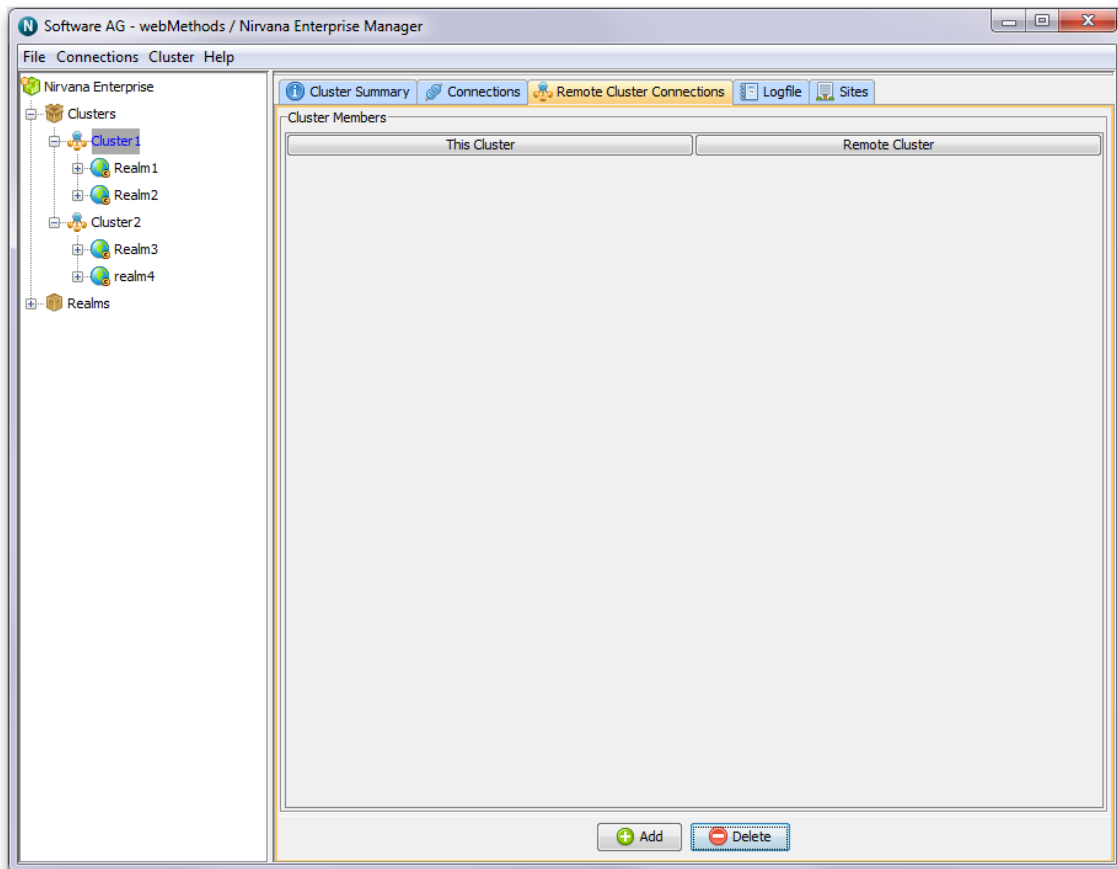 Software AG - webMethods / Nirvana Enterprise Manager
File Connections Cluster Help
Nirvana Enterprise
Clusters
Cluster1
Realm1
Realm2
Cluster2
Realm3
realm4
Realms
Cluster Summary Connections Remote Cluster Connections Logfile Sites
Cluster Members
This Cluster Remote Cluster
Add Delete